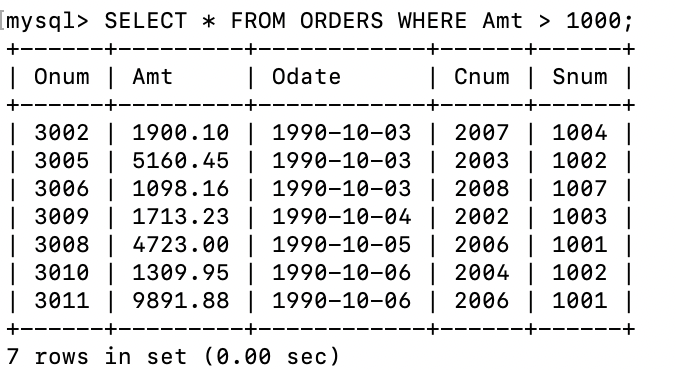 [mysql> SELECT * FROM ORDERS WHERE Amt > 1000;
+------+---------+------------+------+------+
| Onum | Amt     | Odate      | Cnum | Snum |
+------+---------+------------+------+------+
| 3002 | 1900.10 | 1990-10-03 | 2007 | 1004 |
| 3005 | 5160.45 | 1990-10-03 | 2003 | 1002 |
| 3006 | 1098.16 | 1990-10-03 | 2008 | 1007 |
| 3009 | 1713.23 | 1990-10-04 | 2002 | 1003 |
| 3008 | 4723.00 | 1990-10-05 | 2006 | 1001 |
| 3010 | 1309.95 | 1990-10-06 | 2004 | 1002 |
| 3011 | 9891.88 | 1990-10-06 | 2006 | 1001 |
+------+---------+------------+------+------+
7 rows in set (0.00 sec)